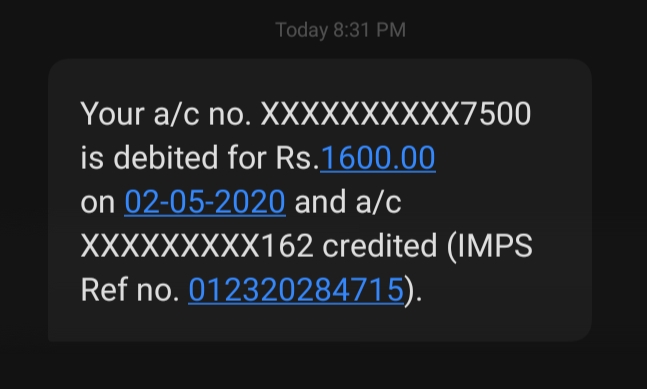 Today 8:31 PM
Your a/c no. XXXXXXXXXX7500
is debited for Rs.1600.00
on 02-05-2020 and a/c
XXXXXXXXX162 credited (IMPS
Ref no. 012320284715).